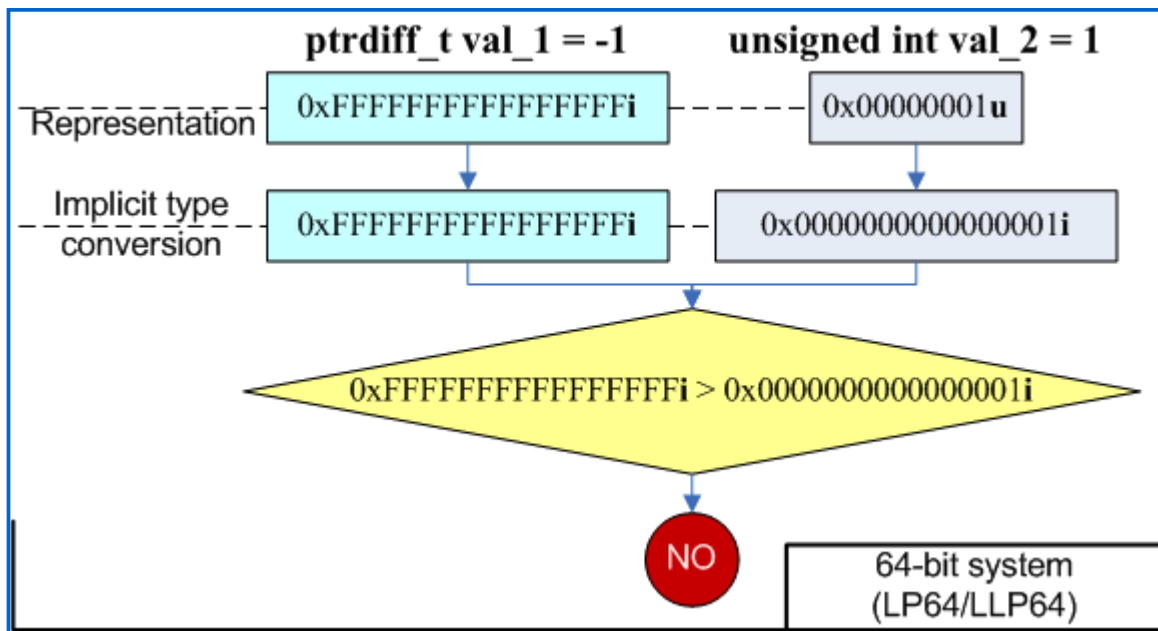 ptrdiff_t val_1 = -1 unsigned int val_2 = 1
Representation 0xFFFFFFFFFFFFFFFFi 0x00000001u
Implicit type
conversion
0xFFFFFFFFFFFFFFFFi 0x0000000000000001i
0xFFFFFFFFFFFFFFFFi > 0x0000000000000001i
NO
64-bit system
(LP64/LLP64)